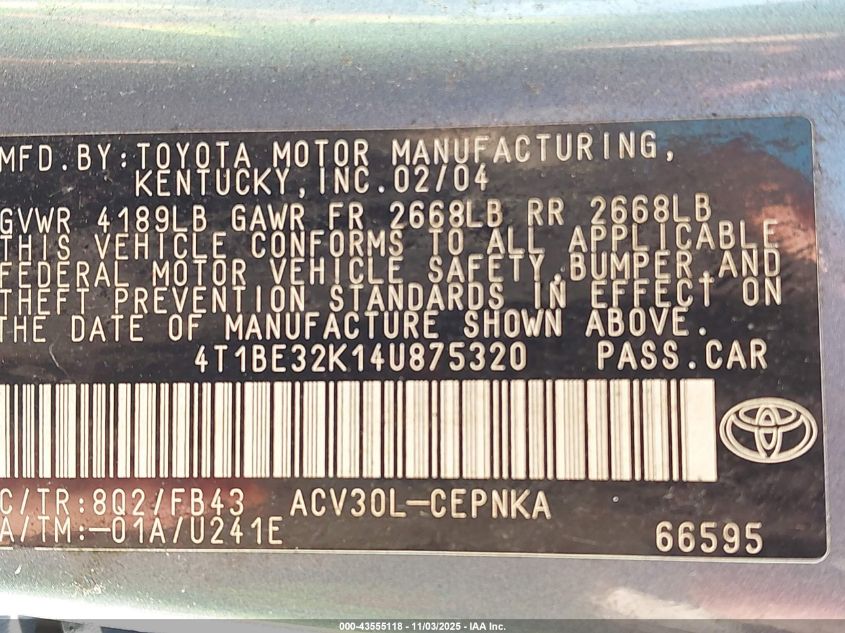 MFD.BY:TOYOTA MOTOR MANUFACTURING,
KENTUCKY,INC.02/04
GVWR 4189LB GAWR FR 2668LB RR 2668LB
THIS VEHICLE CONFORMS TO ALL APPLICABLE
FEDERAL MOTOR VEHICLE SAFETY,BUMPER,AND
THEFT PREVENTION STANDARDS IN EFFECT ON
THE DATE OF MANUFACTURE SHOWN ABOVE.
4T1BE32K14U875320 PASS.CAR
C/TR:8Q2/FB43 ACV30L-CEPNKA
A/TM:-01A/U241E
66595
000-43555118 - 11/03/2025 - IAA Inc.